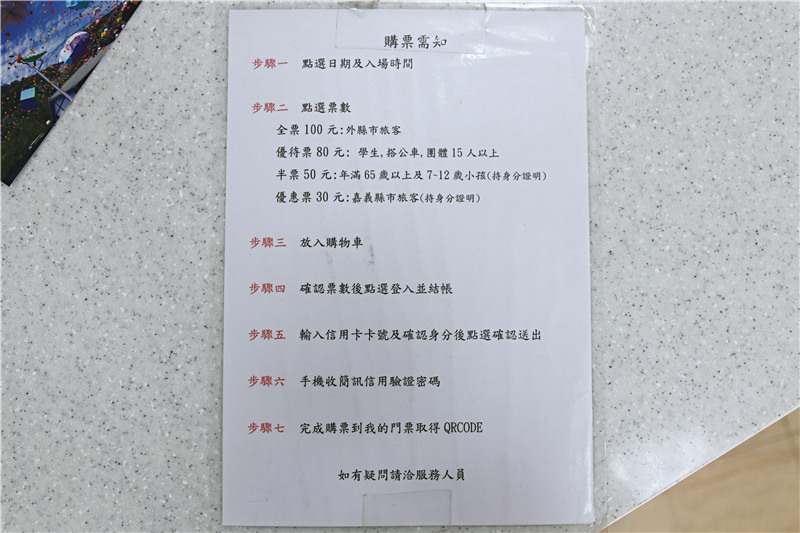 購票需知
步驟一 點選日期及入場時間
步驟二 點選票數
全票 100 元:外縣市旅客
優待票 80 元: 學生,搭公車,團體 15 人以上
半票 50 元:年滿 65 歲以上及 7~12 歲小孩(持身分證明)
優惠票 30 元:嘉義縣市旅客(持身分證明)
步驟三 放入購物車
步驟四 確認票數後點選登入並結帳
步驟五 輸入信用卡卡號及確認身分後點選確認送出
步驟六 手機收簡訊信用驗證密碼
步驟七 完成購票到我的門票取得 QRCODE
如有疑問請洽服務人員